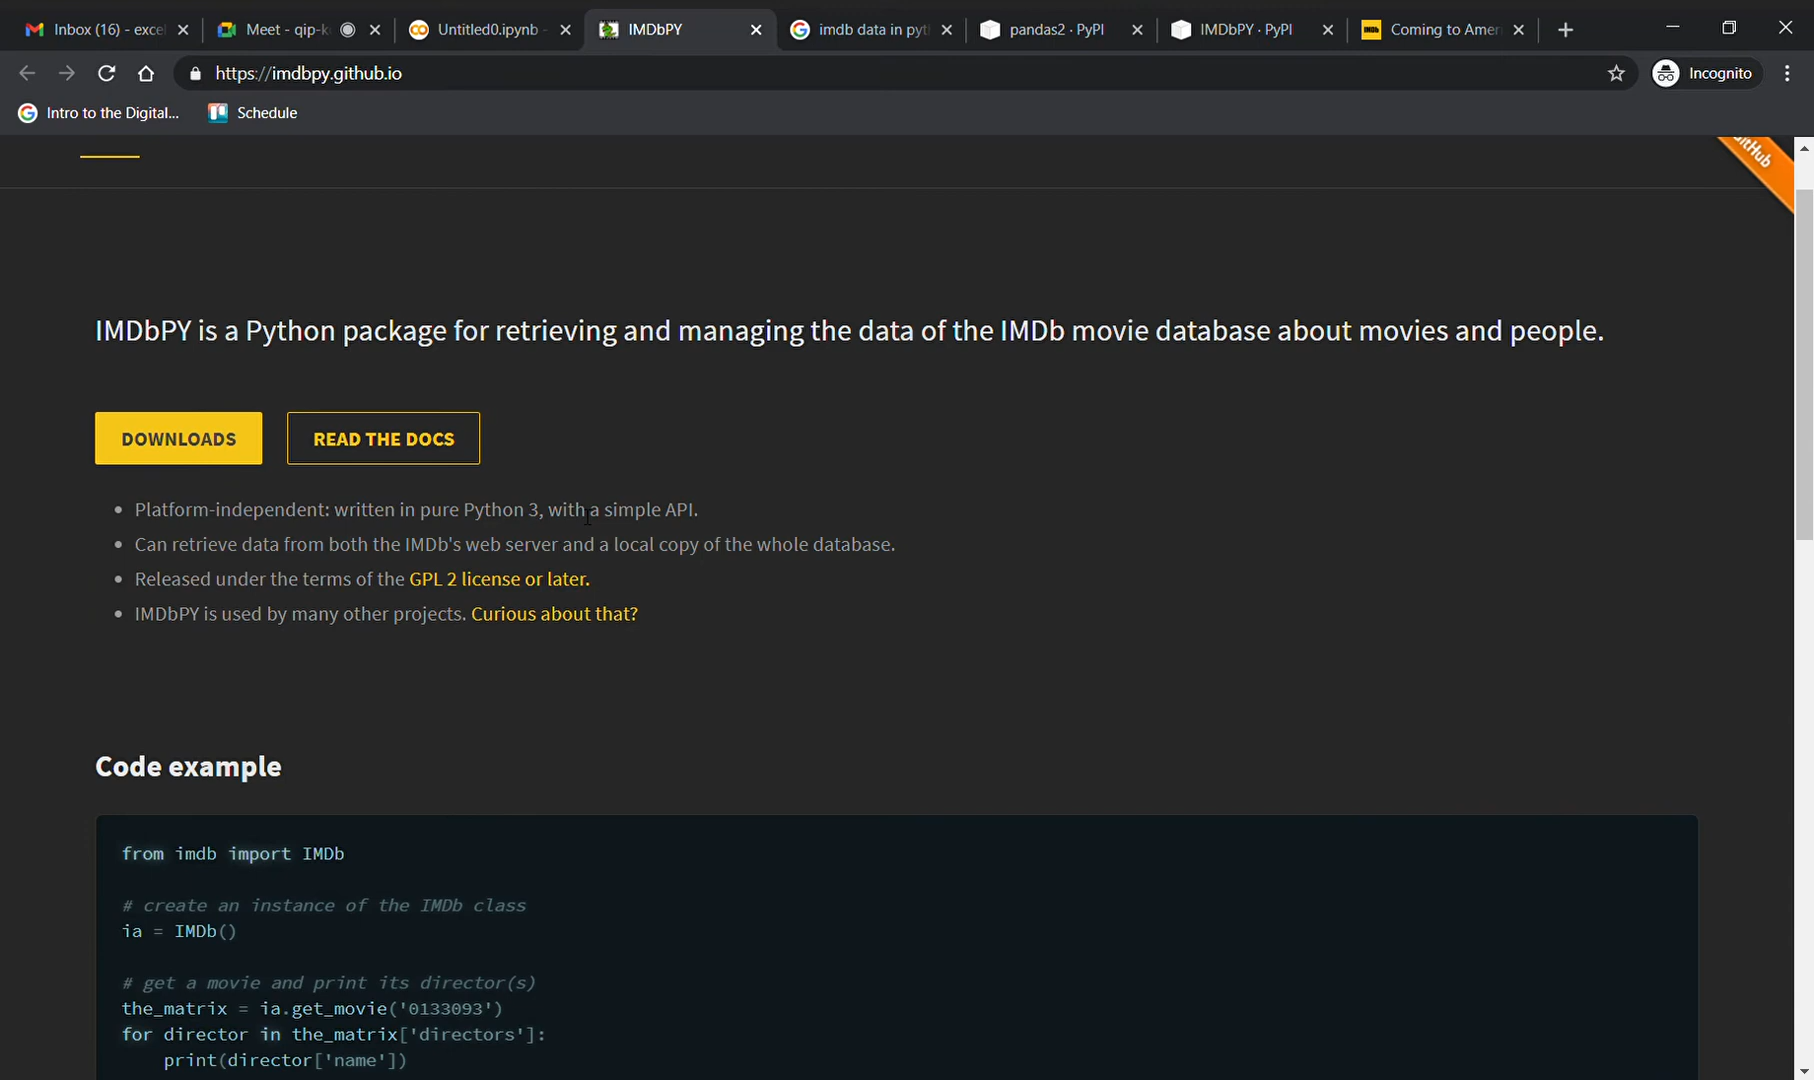 Inbox (16) - exce
Meet - qip-k
Untitled0.ipynb -
IMDbPY
imdb data in pyt
pandas2 · PyPI
IMDbPY · PyPI
Coming to Amer
https://imdbpy.github.io
Incognito
Intro to the Digital...
Schedule
GitHub
IMDbPY is a Python package for retrieving and managing the data of the IMDb movie database about movies and people.
DOWNLOADS
READ THE DOCS
Platform-independent: written in pure Python 3, with a simple API.
Can retrieve data from both the IMDb's web server and a local copy of the whole database.
Released under the terms of the GPL 2 license or later.
IMDbPY is used by many other projects. Curious about that?
Code example
from imdb import IMDb
# create an instance of the IMDb class
ia = IMDb()
# get a movie and print its director(s)
the_matrix = ia.get_movie('0133093')
for director in the_matrix['directors']:
print(director['name'])